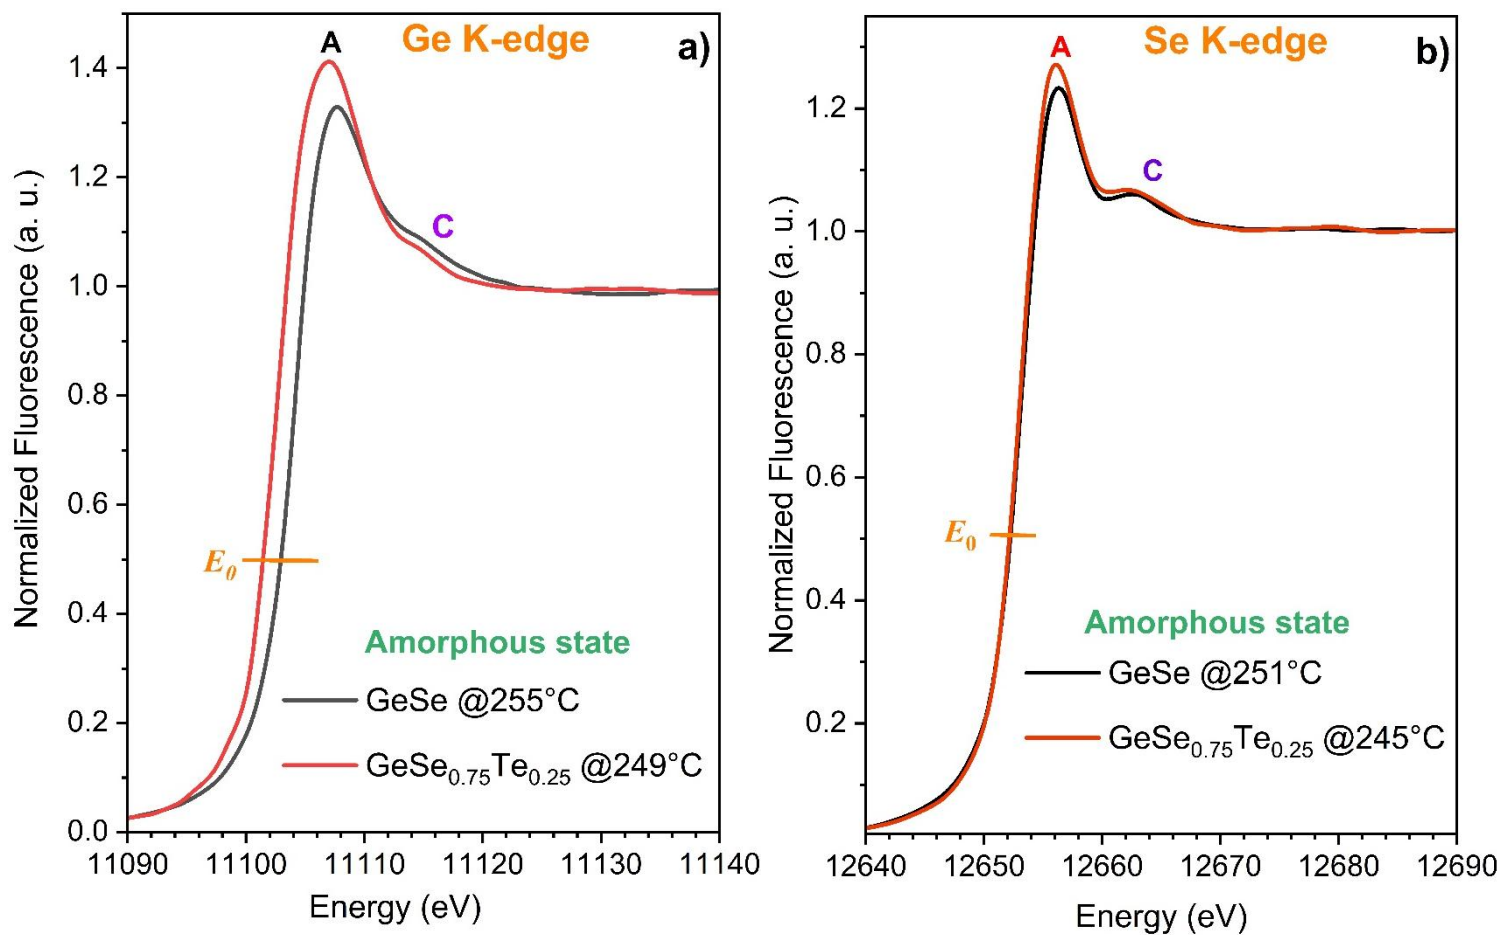 Ge K-edge
a)
A
C
1.4
1.2
1.0
0.8
0.6
0.4
0.2
0.0
Normalized Fluorescence (a. u.)
E₀
Amorphous state
GeSe @255°C
GeSe₀.₇₅Te₀.₂₅ @249°C
11090 11100 11110 11120 11130 11140
Energy (eV)
Se K-edge
b)
A
C
1.2
1.0
0.8
0.6
0.4
0.2
Normalized Fluorescence (a. u.)
E₀
Amorphous state
GeSe @251°C
GeSe₀.₇₅Te₀.₂₅ @245°C
12640 12650 12660 12670 12680 12690
Energy (eV)